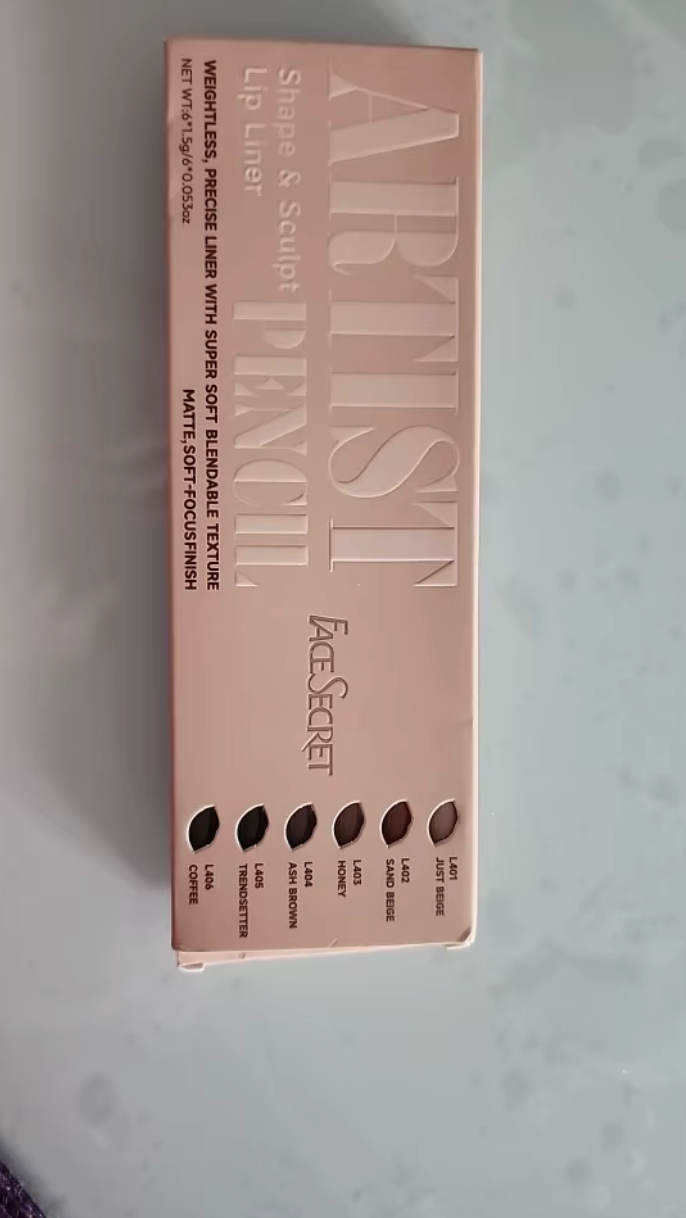 ARTIST
Shape & Sculpt
Lip Liner
PENCIL
WEIGHTLESS, PRECISE LINER WITH SUPER SOFT BLENDABLE TEXTURE
NET WT:6*1.5g/6*0.053oz
MATTE,SOFT-FOCUSFINISH
FACESECRET
L401
JUST BEIGE
L402
SAND BEIGE
L403
HONEY
L404
ASH BROWN
L405
TRENDSETTER
L406
COFFEE